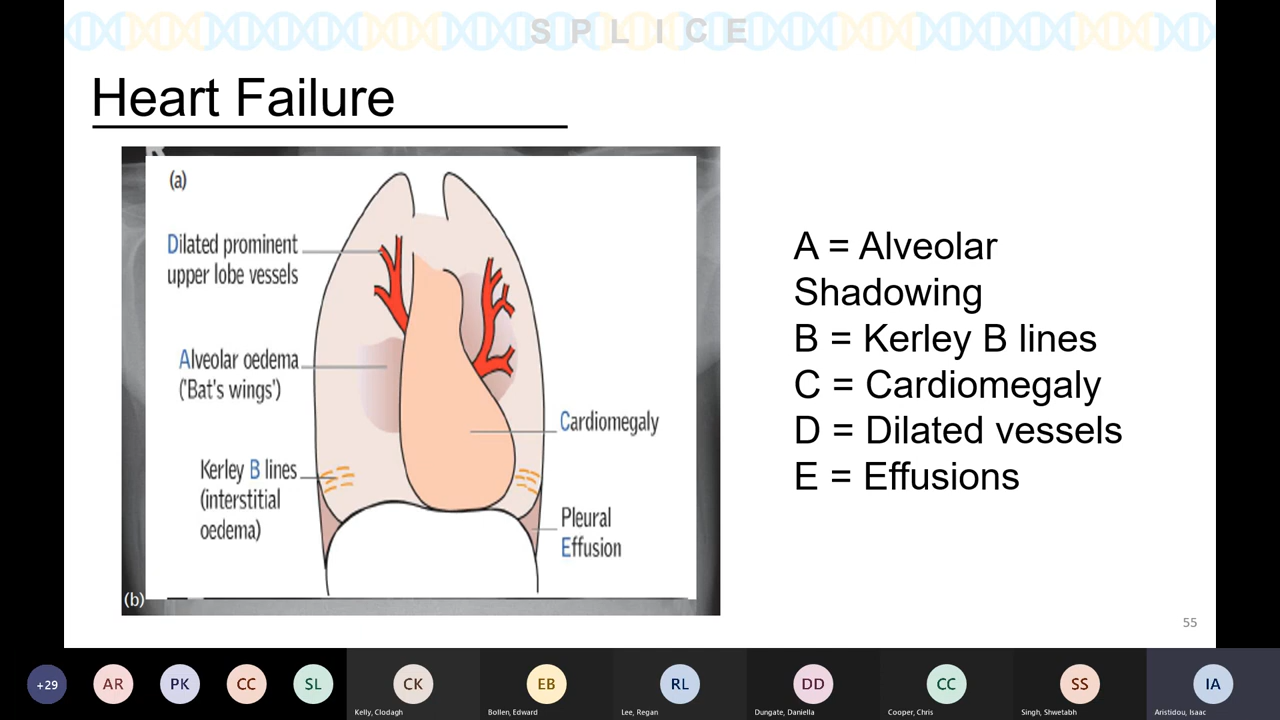 SPLICE
Heart Failure
(a)
Dilated prominent
upper lobe vessels
Alveolar oedema
('Bat's wings')
Kerley B lines
(interstitial
oedema)
Cardiomegaly
Pleural
Effusion
(b)
A = Alveolar
Shadowing
B = Kerley B lines
C = Cardiomegaly
D = Dilated vessels
E = Effusions
55
+29
AR
PK
CC
SL
CK
EB
RL
DD
CC
SS
IA
Kelly, Clodagh
Bollen, Edward
Lee, Regan
Dungate, Daniella
Cooper, Chris
Singh, Shwetabh
Aristidou, Isaac